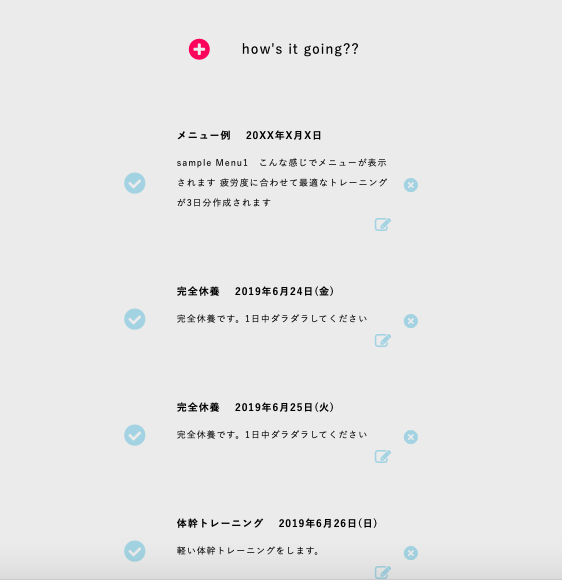 how's it going??
メニュー例　20XX年X月X日
sample Menu1　こんな感じでメニューが表示
されます 疲労度に合わせて最適なトレーニング
が3日分作成されます
完全休養　2019年6月24日(金)
完全休養です。1日中ダラダラしてください
完全休養　2019年6月25日(火)
完全休養です。1日中ダラダラしてください
体幹トレーニング　2019年6月26日(日)
軽い体幹トレーニングをします。